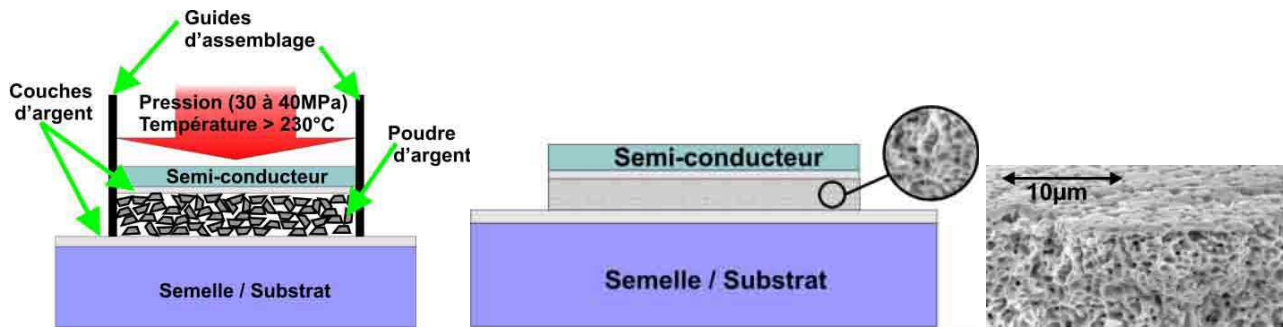 Guides
d'assemblage
Couches
d'argent
Pression (30 à 40MPa)
Température > 230°C
Poudre
d'argent
Semi-conducteur
Semelle / Substrat
Semi-conducteur
Semelle / Substrat
10µm